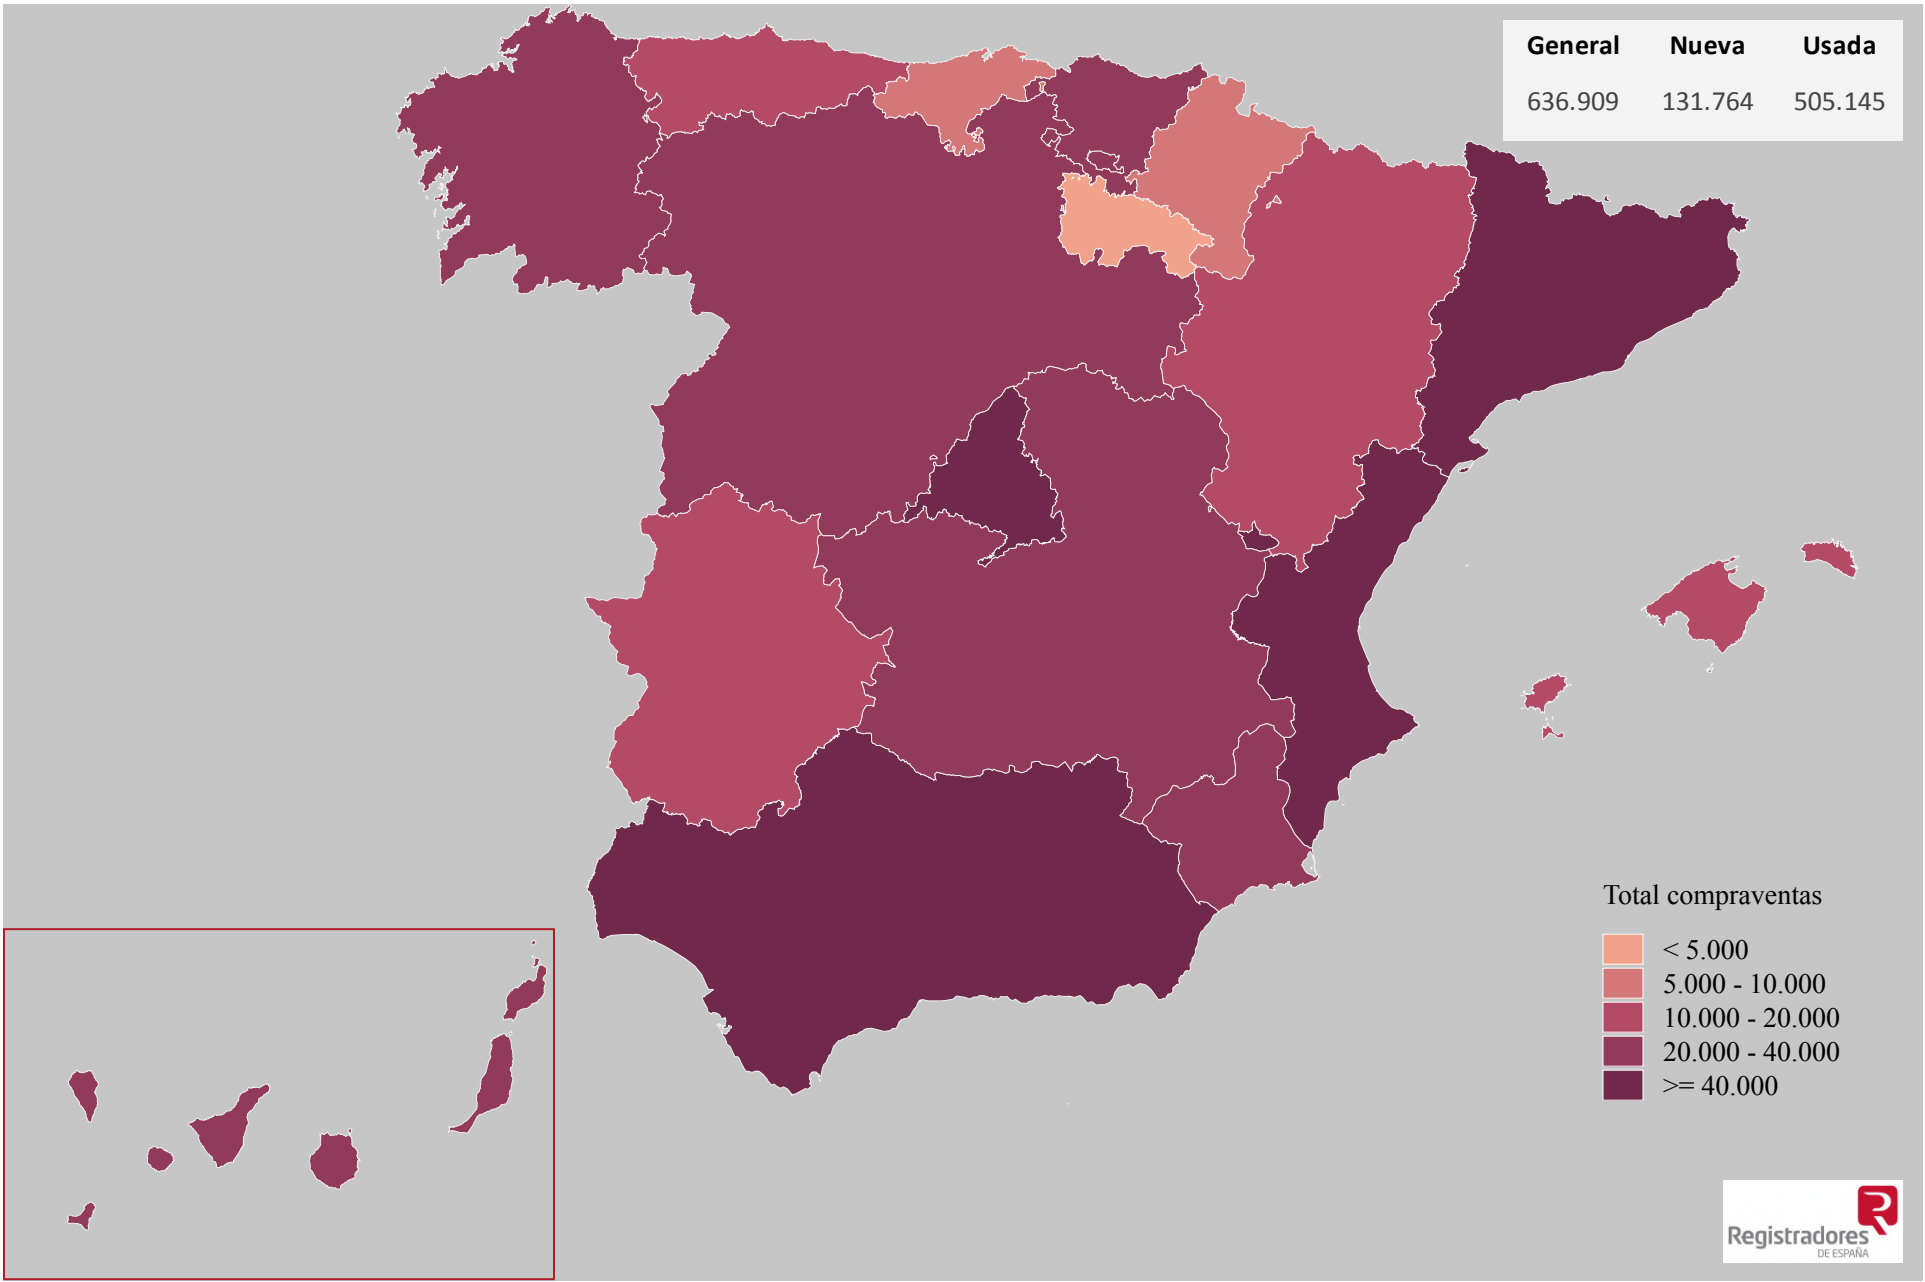 General Nueva Usada
636.909 131.764 505.145
Total compraventas
< 5.000
5.000 - 10.000
10.000 - 20.000
20.000 - 40.000
>= 40.000
Registradores
DE ESPAÑA